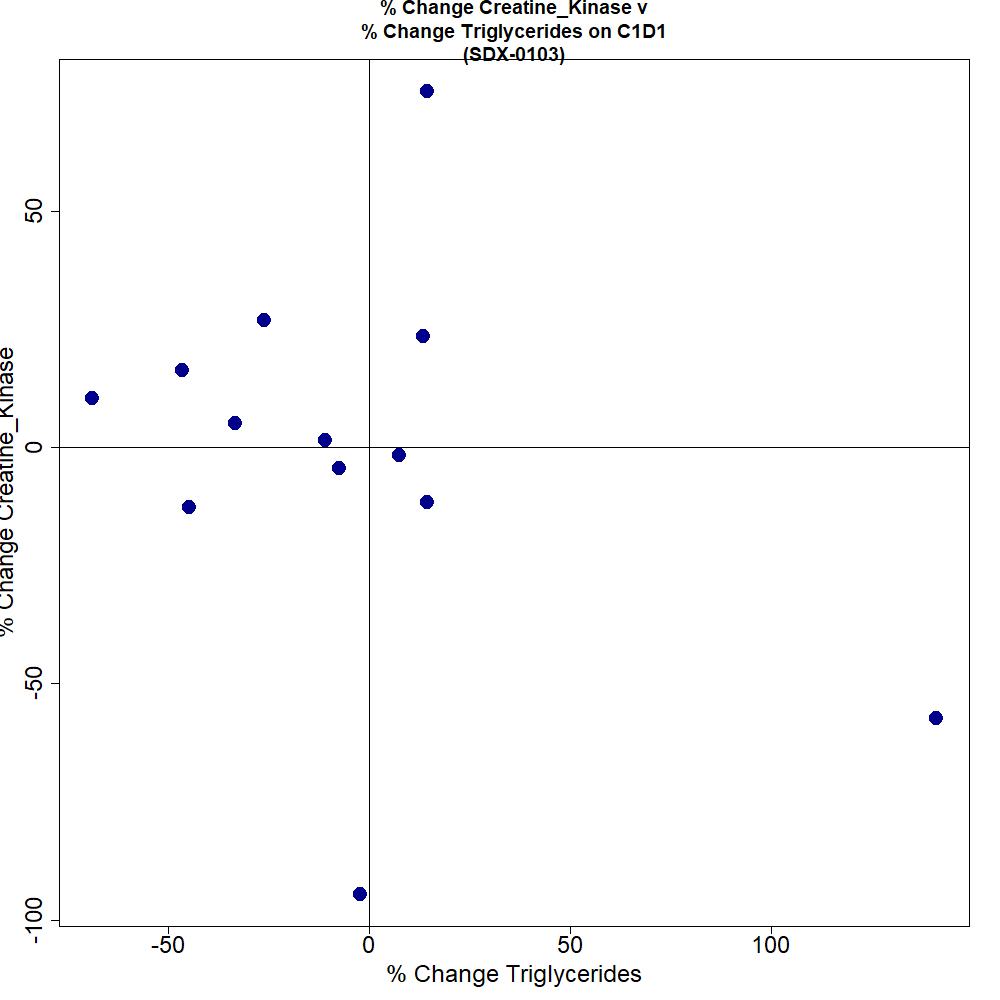 % Change Creatine_Kinase v
% Change Triglycerides on C1D1
(SDX-0103)
50
0
-50
-100
% Change Creatine_Kinase
-50
0
50
100
% Change Triglycerides